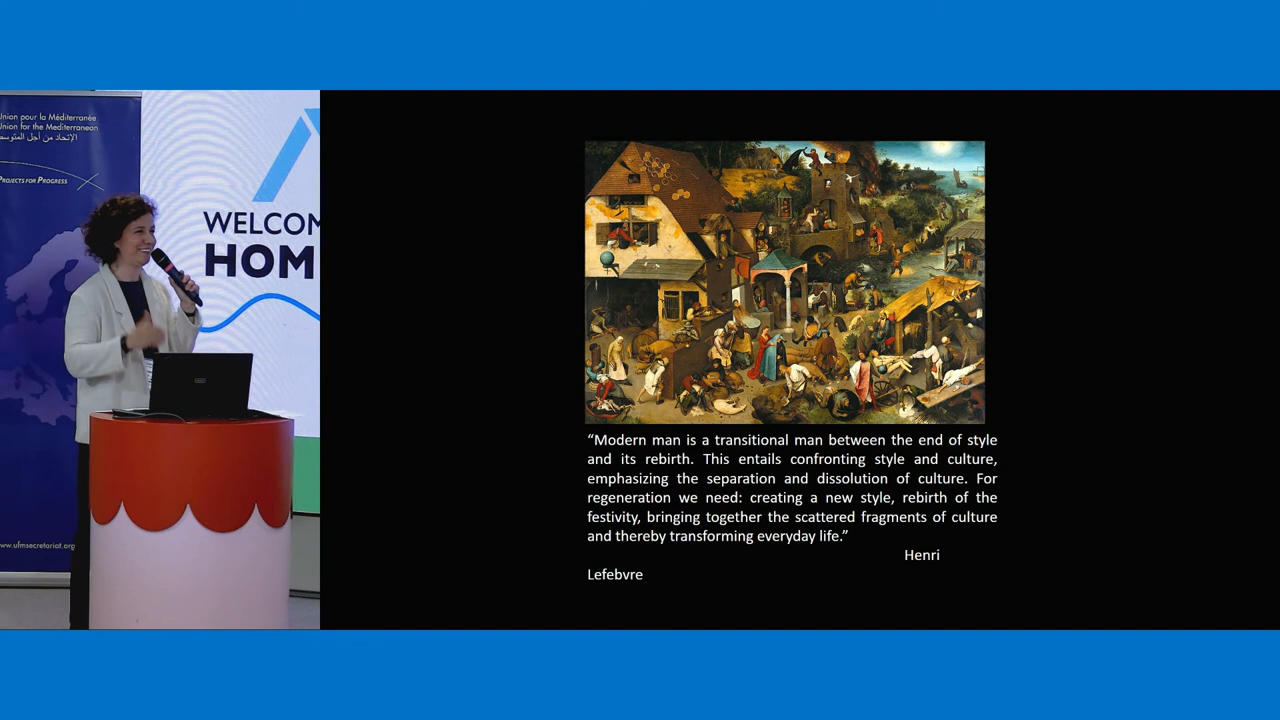 Union pour la Méditerranée
Union for the Mediterranean
الإتحاد من أجل المتوسط
PROJECTS FOR PROGRESS
WELCOM
HOM
www.ufmsecretariat.org
“Modern man is a transitional man between the end of style
and its rebirth. This entails confronting style and culture,
emphasizing the separation and dissolution of culture. For
regeneration we need: creating a new style, rebirth of the
festivity, bringing together the scattered fragments of culture
and thereby transforming everyday life.”
Henri
Lefebvre